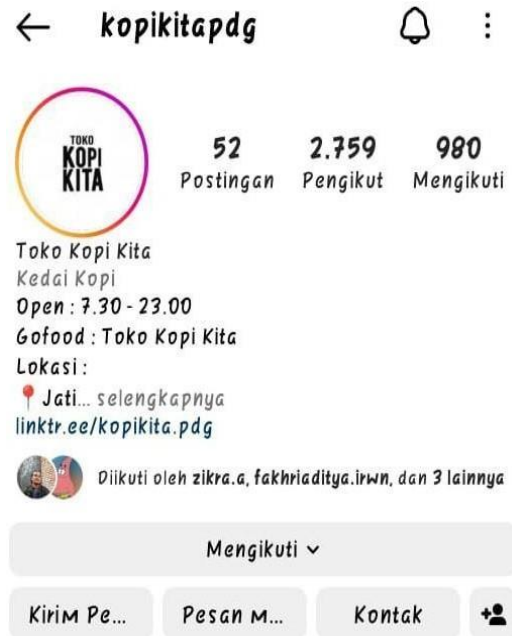 kopikitapdg
TOKO
KOPI
KITA
52 2.759 980
Postingan Pengikut Mengikuti
Toko Kopi Kita
Kedai Kopi
Open : 7.30 - 23.00
Gofood : Toko Kopi Kita
Lokasi :
📍 Jati... selengkapnya
linktr.ee/kopikita.pdg
Diikuti oleh zikra.a, fakhriaditya.irwn, dan 3 lainnya
Mengikuti
Kirim Pe... Pesan M... Kontak